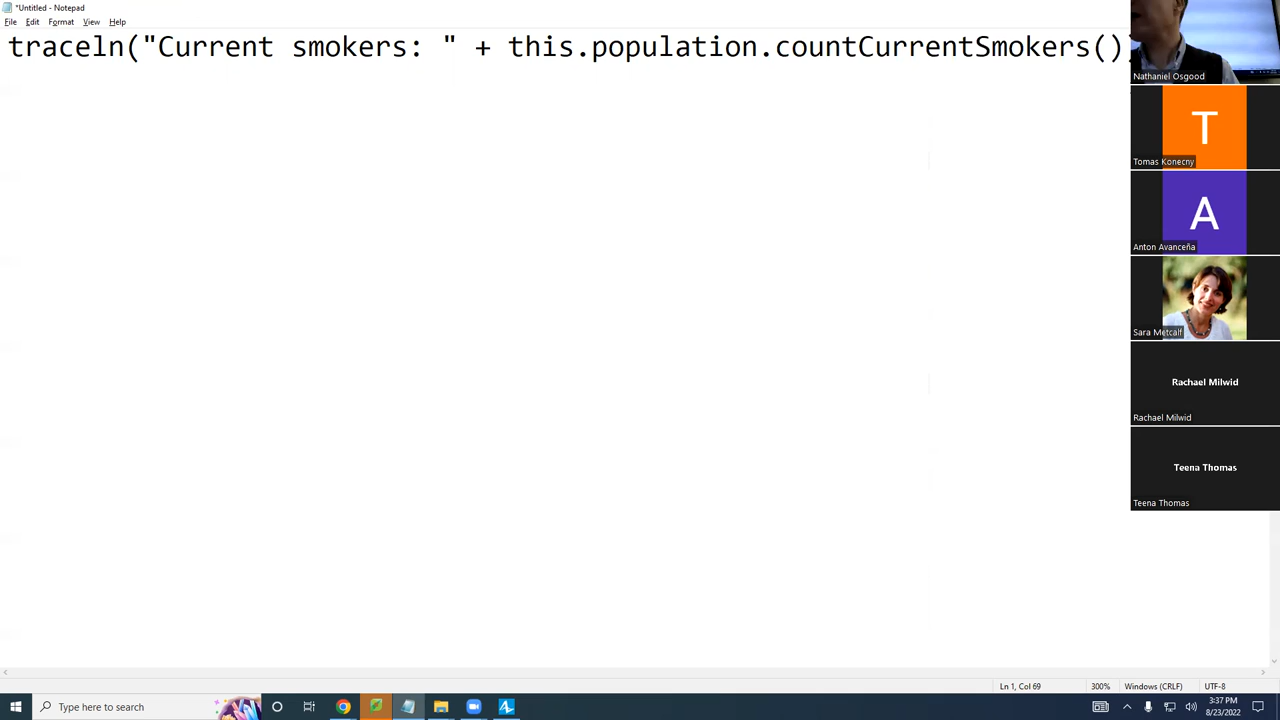 *Untitled - Notepad
File Edit Format View Help
traceln("Current smokers: " + this.population.countCurrentSmokers()
Nathaniel Osgood
T
Tomas Konecny
A
Anton Avanceña
Sara Metcalf
Rachael Milwid
Rachael Milwid
Teena Thomas
Teena Thomas
Ln 1, Col 69 300% Windows (CRLF) UTF-8
Type here to search
3:37 PM
8/23/2022